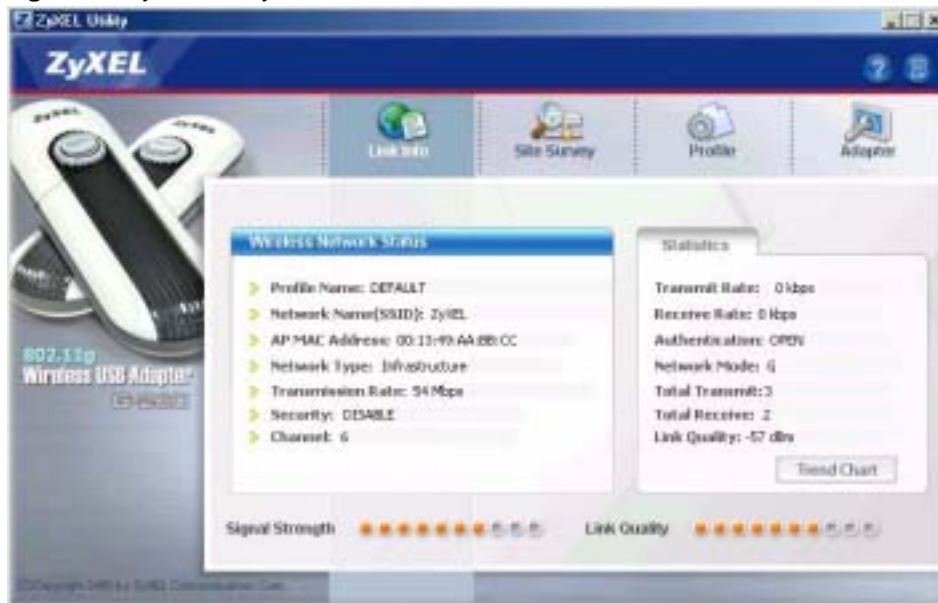 ZyXEL Utility
ZyXEL
?
Link Info
Site Survey
Profile
Adapter
ZyXEL
ZyXEL
Wireless Network Status
Profile Name: DEFAULT
Network Name(SSID): ZyXEL
AP MAC Address: 00:13:49:AA:BB:CC
Network Type: Infrastructure
Transmission Rate: 54 Mbps
Security: DISABLE
Channel: 6
Statistics
Transmit Rate: 0 kbps
Receive Rate: 0 kbps
Authentication: OPEN
Network Mode: G
Total Transmit: 3
Total Receive: 2
Link Quality: -57 dBm
Trend Chart
802.11g
Wireless USB Adapter
Signal Strength
Link Quality